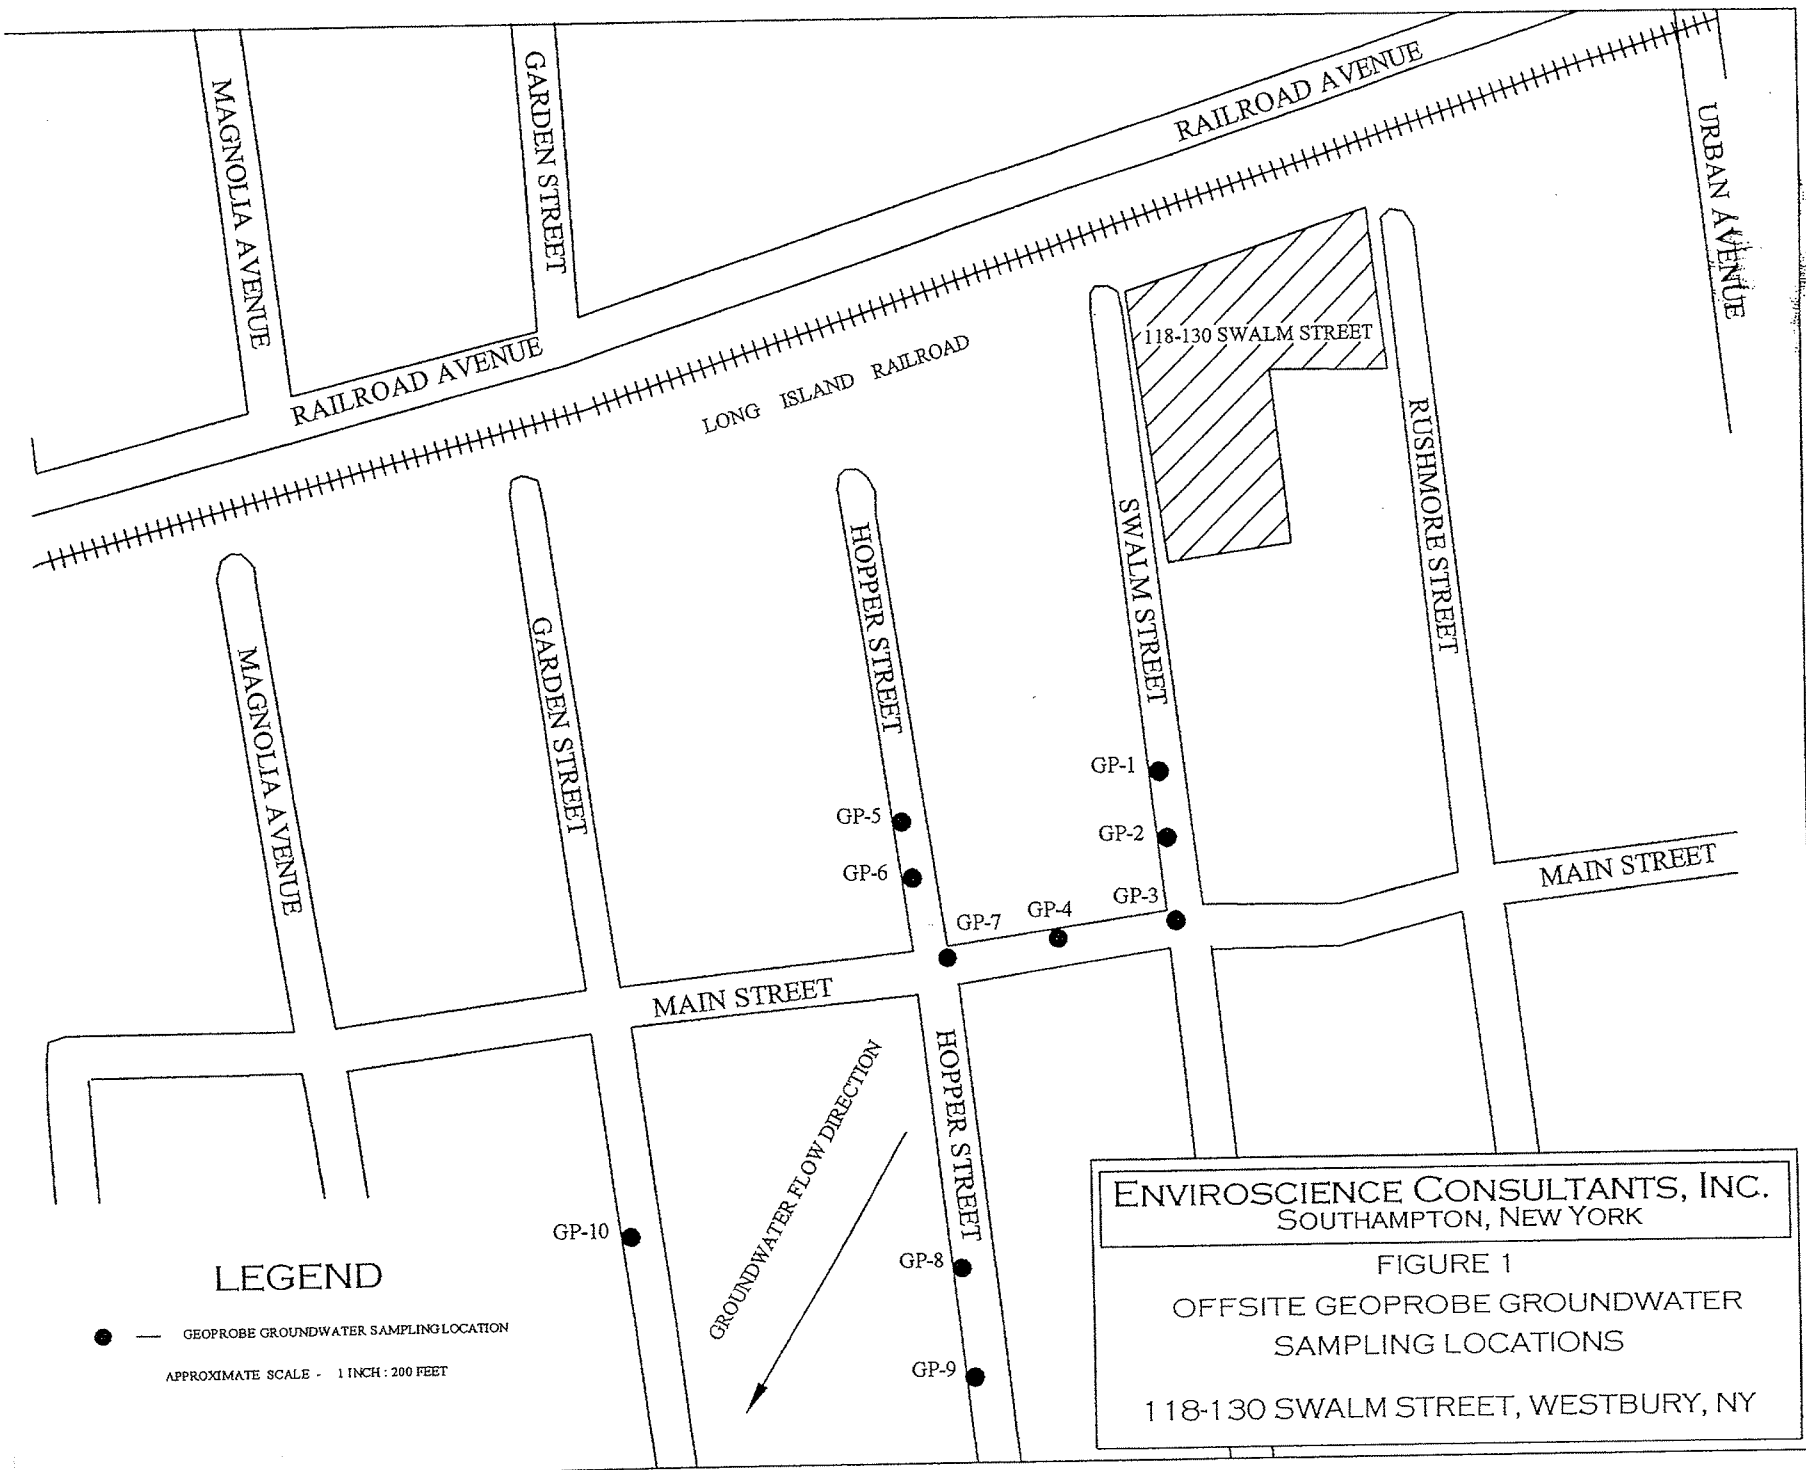 MAGNOLIA AVENUE
GARDEN STREET
RAILROAD AVENUE
URBAN AVENUE
RAILROAD AVENUE
LONG ISLAND RAILROAD
118-130 SWALM STREET
RUSHMORE STREET
SWALM STREET
HOPPER STREET
GARDEN STREET
MAGNOLIA AVENUE
GP-1
GP-5
GP-2
GP-6
GP-3
GP-4
GP-7
MAIN STREET
MAIN STREET
HOPPER STREET
GROUNDWATER FLOW DIRECTION
GP-10
GP-8
GP-9
LEGEND
— GEOPROBE GROUNDWATER SAMPLING LOCATION
APPROXIMATE SCALE - 1 INCH : 200 FEET
ENVIROSCIENCE CONSULTANTS, INC.
SOUTHAMPTON, NEW YORK
FIGURE 1
OFFSITE GEOPROBE GROUNDWATER
SAMPLING LOCATIONS
118-130 SWALM STREET, WESTBURY, NY